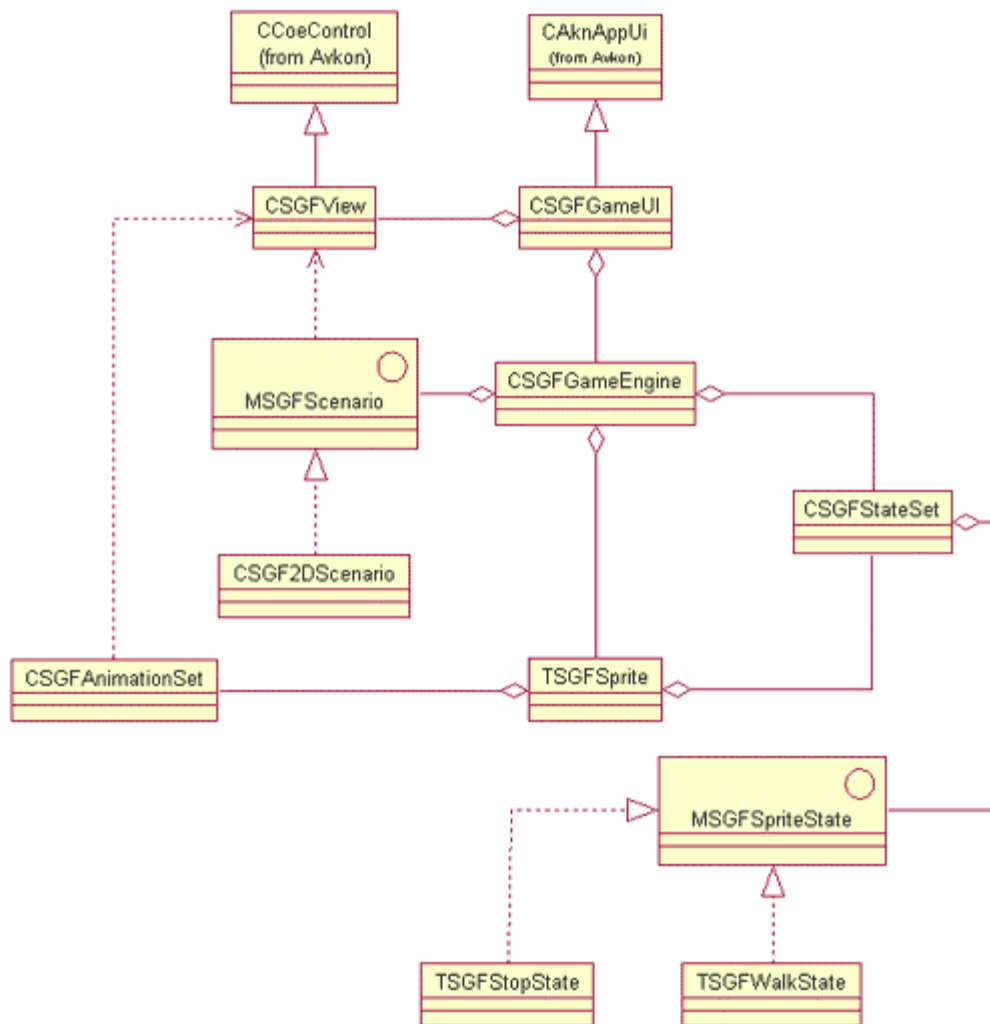 CCoeControl
(from Avkon)
CAknAppUi
(from Avkon)
CSGFView
CSGFGameUI
MSGFScenario
CSGFGameEngine
CSGFStateSet
CSGF2DScenario
CSGFAnimationSet
TSGFSprite
MSGFSpriteState
TSGFStopState
TSGFWalkState